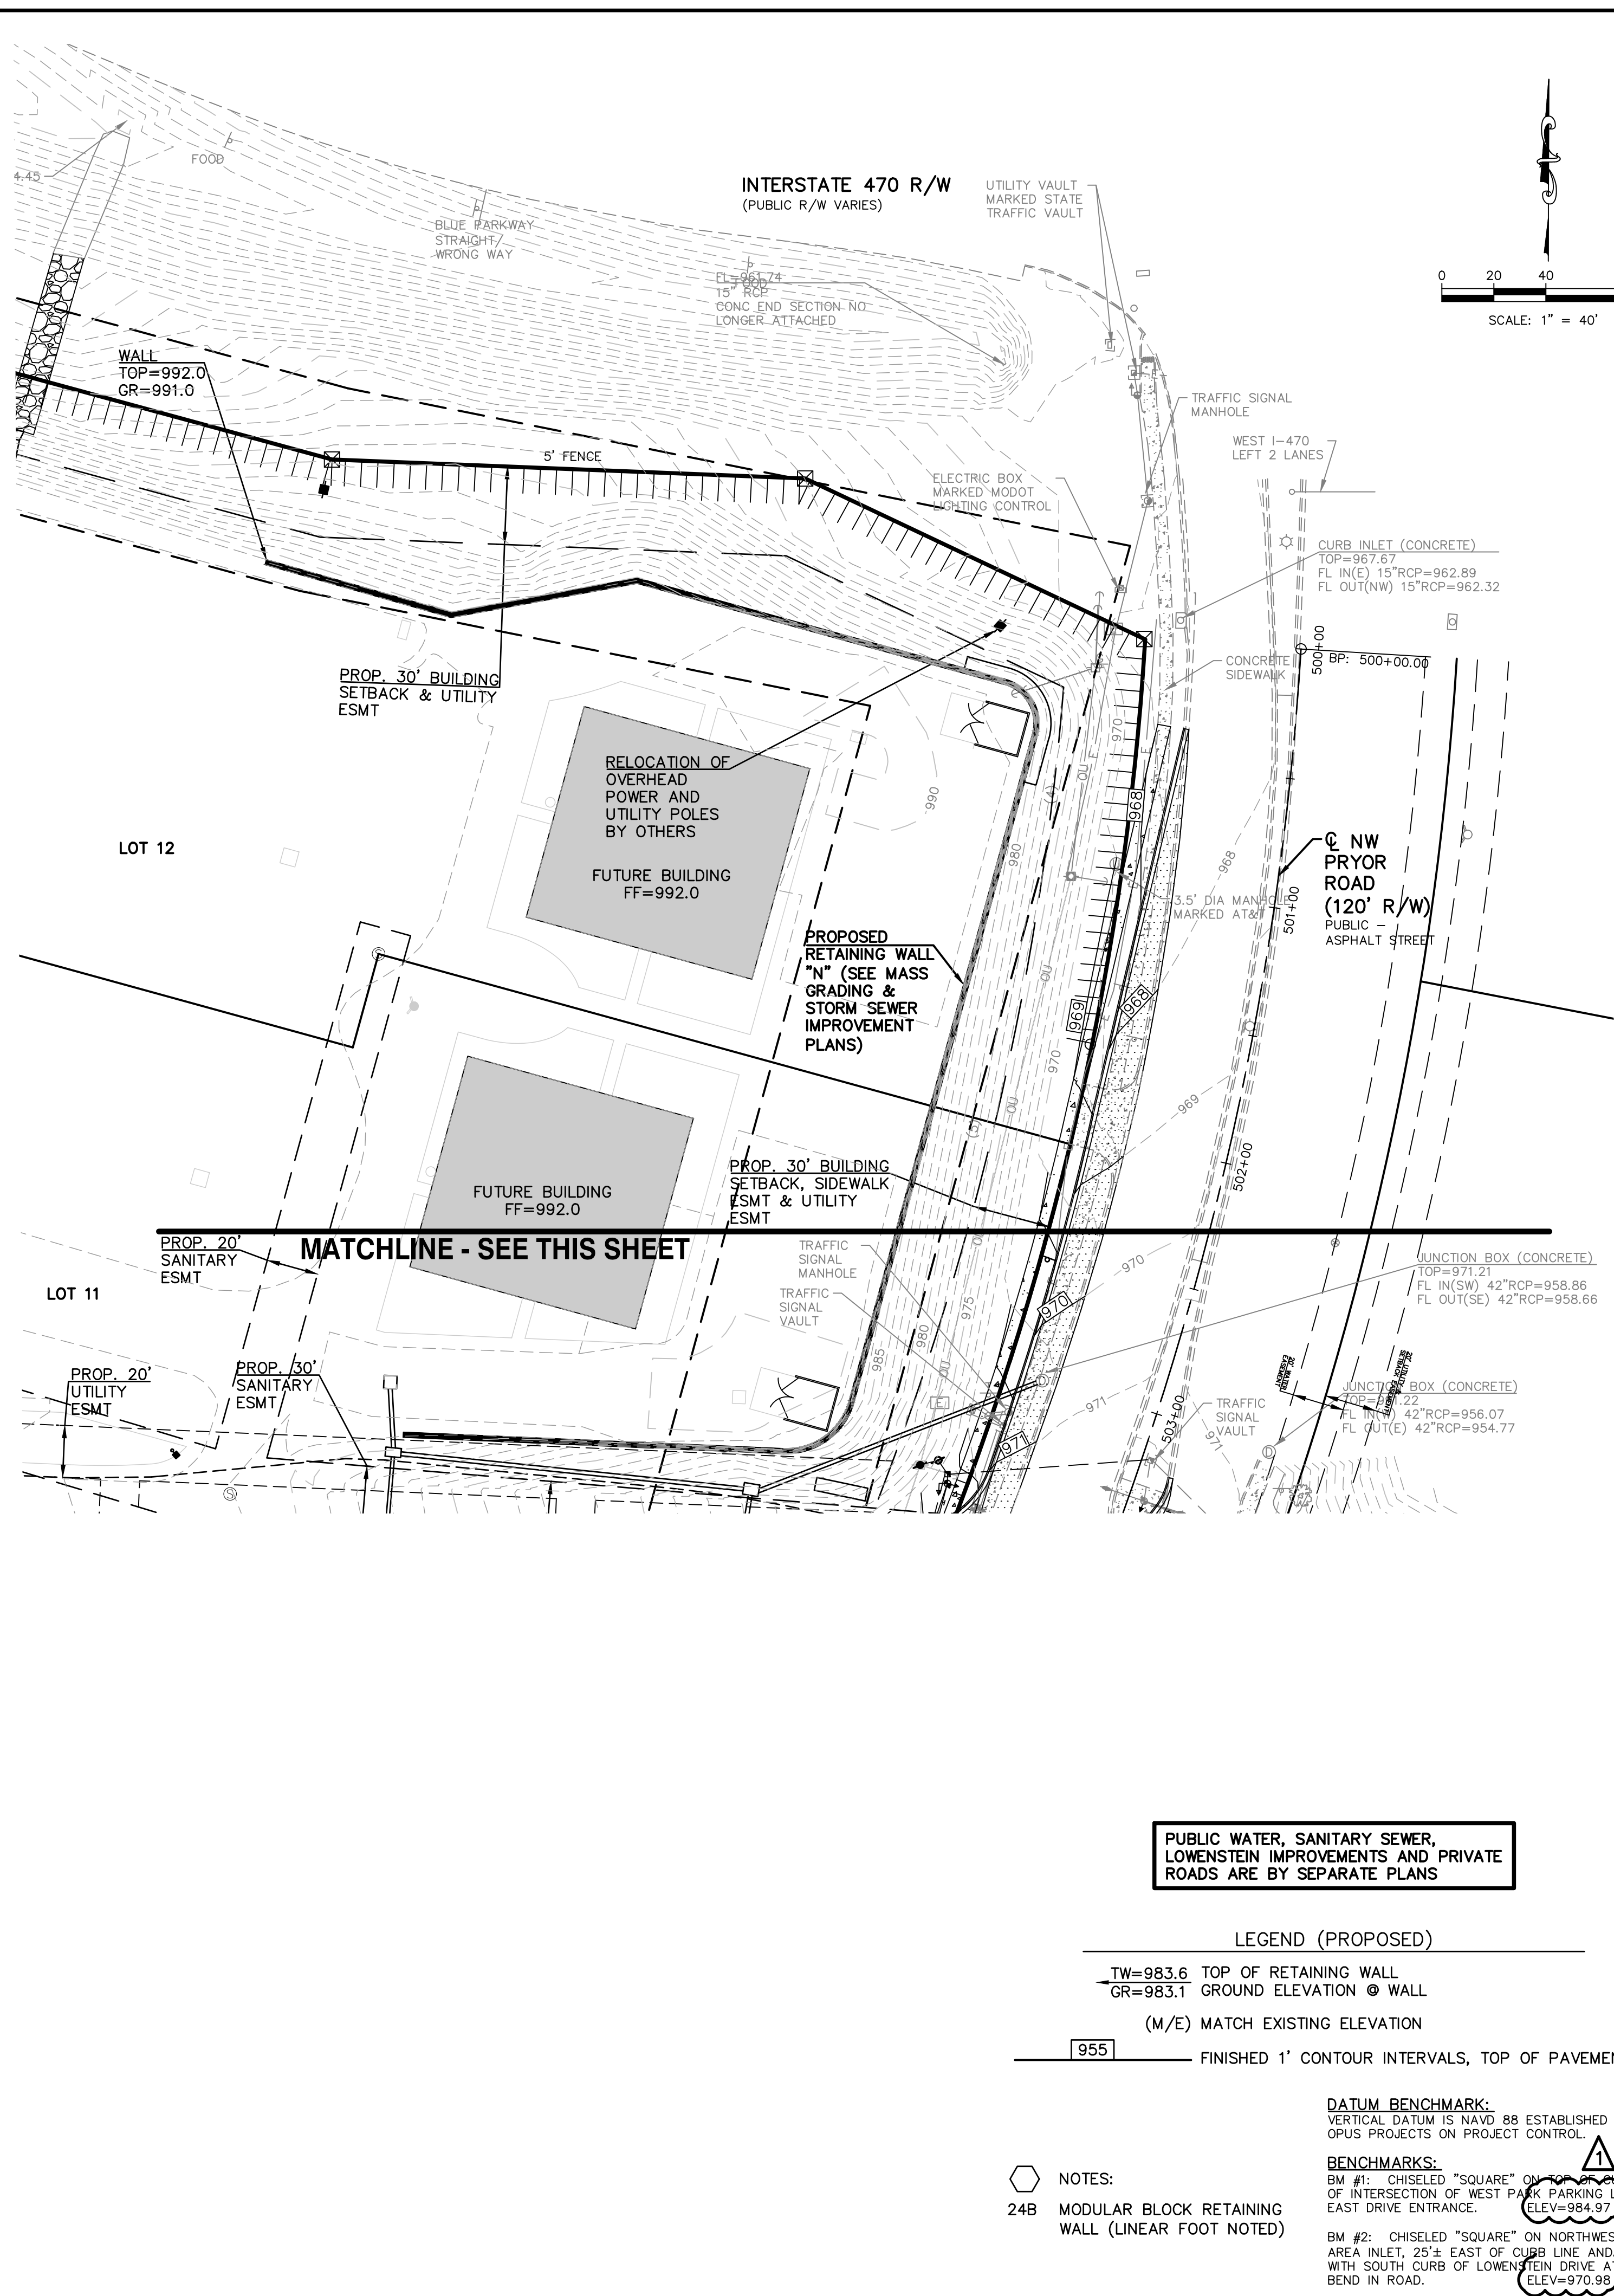 INTERSTATE 470 R/W
(PUBLIC R/W VARIES)
UTILITY VAULT
MARKED STATE
TRAFFIC VAULT
FOOD
4.45
BLUE PARKWAY
STRAIGHT/
WRONG WAY
FL=961.74
FOOD
15" RCP
CONC END SECTION NO
LONGER ATTACHED
0 20 40
SCALE: 1" = 40'
WALL
TOP=992.0
GR=991.0
TRAFFIC SIGNAL
MANHOLE
WEST I-470
LEFT 2 LANES
5' FENCE
ELECTRIC BOX
MARKED MODOT
LIGHTING CONTROL
CURB INLET (CONCRETE)
TOP=967.67
FL IN(E) 15"RCP=962.89
FL OUT(NW) 15"RCP=962.32
500+00
BP: 500+00.00
CONCRETE
SIDEWALK
PROP. 30' BUILDING
SETBACK & UTILITY
ESMT
970
RELOCATION OF
OVERHEAD
POWER AND
UTILITY POLES
BY OTHERS
OU
E
990
(4)
968
LOT 12
980
968
℄ NW
PRYOR
ROAD
(120' R/W)
PUBLIC –
ASPHALT STREET
FUTURE BUILDING
FF=992.0
3.5' DIA MANHOLE
MARKED AT&T
501+00
PROPOSED
RETAINING WALL
"N" (SEE MASS
GRADING &
STORM SEWER
IMPROVEMENT
PLANS)
OU
969
968
970
OU
969
(3)
502+00
PROP. 30' BUILDING
SETBACK, SIDEWALK
ESMT & UTILITY
ESMT
FUTURE BUILDING
FF=992.0
MATCHLINE - SEE THIS SHEET
PROP. 20'
SANITARY
ESMT
OU
TRAFFIC
SIGNAL
MANHOLE
970
JUNCTION BOX (CONCRETE)
TOP=971.21
FL IN(SW) 42"RCP=958.86
FL OUT(SE) 42"RCP=958.66
LOT 11
TRAFFIC
SIGNAL
VAULT
975
970
980
985
OU
PROP. 20'
UTILITY
ESMT
PROP. 30'
SANITARY
ESMT
E
971
971
503+00
TRAFFIC
SIGNAL
VAULT
971
20' WATER
EASEMENT
JUNCTION BOX (CONCRETE)
FL 42"RCP=956.07
FL OUT(E) 42"RCP=954.77
D
S
PUBLIC WATER, SANITARY SEWER,
LOWENSTEIN IMPROVEMENTS AND PRIVATE
ROADS ARE BY SEPARATE PLANS
LEGEND (PROPOSED)
TW=983.6 TOP OF RETAINING WALL
GR=983.1 GROUND ELEVATION @ WALL
(M/E) MATCH EXISTING ELEVATION
955 FINISHED 1' CONTOUR INTERVALS, TOP OF
DATUM BENCHMARK:
VERTICAL DATUM IS NAVD 88 ESTABLISHED
OPUS PROJECTS ON PROJECT CONTROL.
1
BENCHMARKS:
BM #1: CHISELED "SQUARE" ON TOP OF
OF INTERSECTION OF WEST PARK PARKING
EAST DRIVE ENTRANCE. ELEV=984.97
NOTES:
24B MODULAR BLOCK RETAINING
WALL (LINEAR FOOT NOTED)
BM #2: CHISELED "SQUARE" ON
AREA INLET, 25'± EAST OF CURB LINE
WITH SOUTH CURB OF LOWENSTEIN DRIVE
BEND IN ROAD. ELEV=970.98